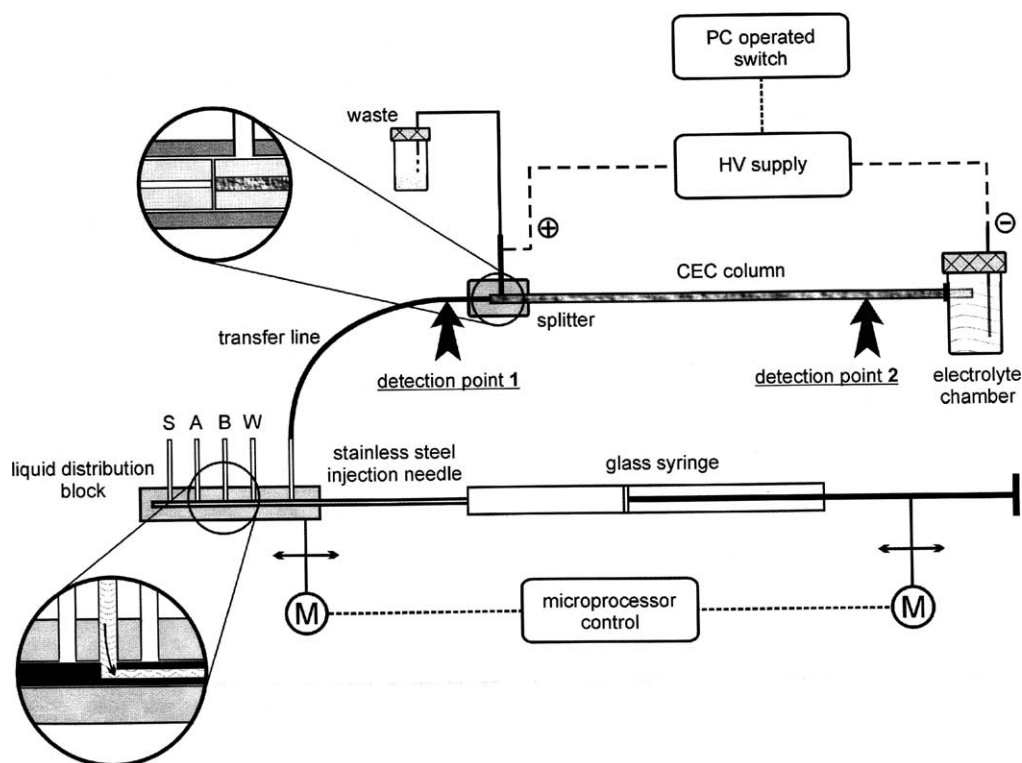 PC operated
switch
waste
HV supply
⊕
⊖
CEC column
splitter
transfer line
detection point 1
detection point 2
electrolyte
chamber
S A B W
stainless steel
injection needle
glass syringe
liquid distribution
block
M
microprocessor
control
M